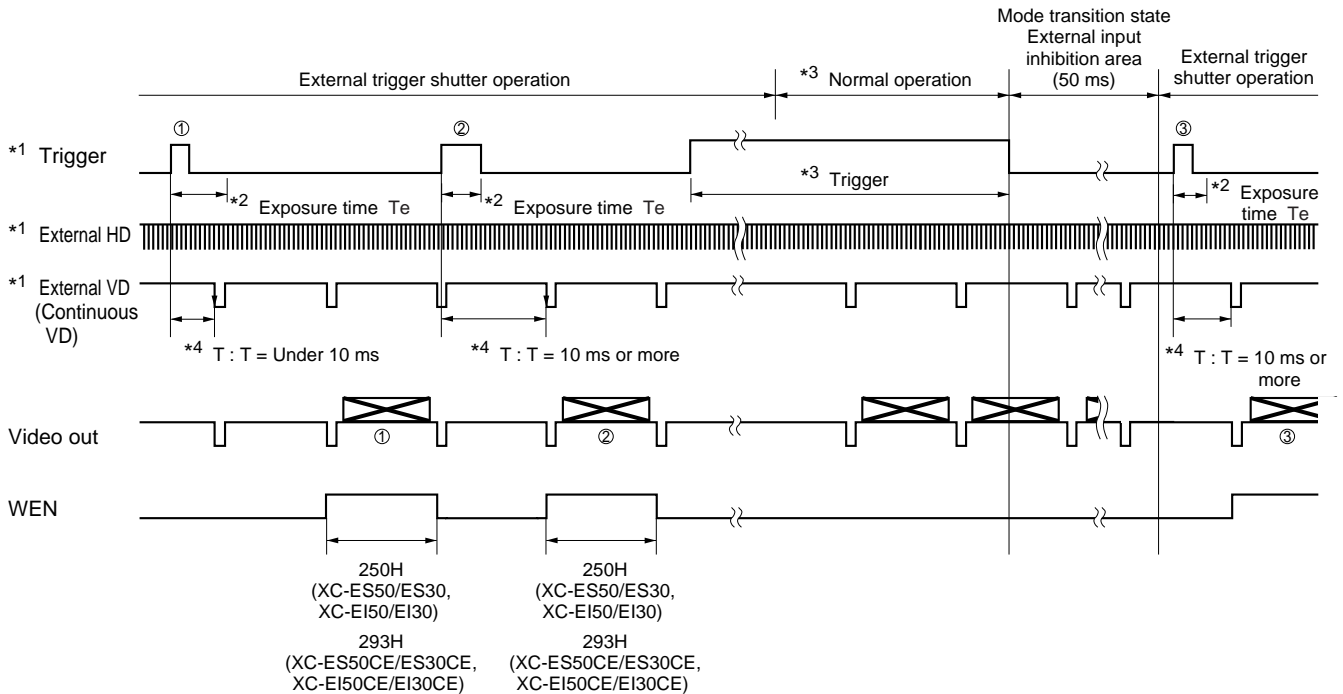 Mode transition state
External input
inhibition area
(50 ms)
External trigger
shutter operation
External trigger shutter operation
*3 Normal operation
① ② ③
*1 Trigger
*3 Trigger
*2 Exposure time Te
*2 Exposure time Te
*2 Exposure
time Te
*1 External HD
*1 External VD
(Continuous
VD)
*4 T : T = Under 10 ms
*4 T : T = 10 ms or more
*4 T : T = 10 ms or
more
Video out
① ② ③
WEN
250H
(XC-ES50/ES30,
XC-EI50/EI30)
293H
(XC-ES50CE/ES30CE,
XC-EI50CE/EI30CE)
250H
(XC-ES50/ES30,
XC-EI50/EI30)
293H
(XC-ES50CE/ES30CE,
XC-EI50CE/EI30CE)